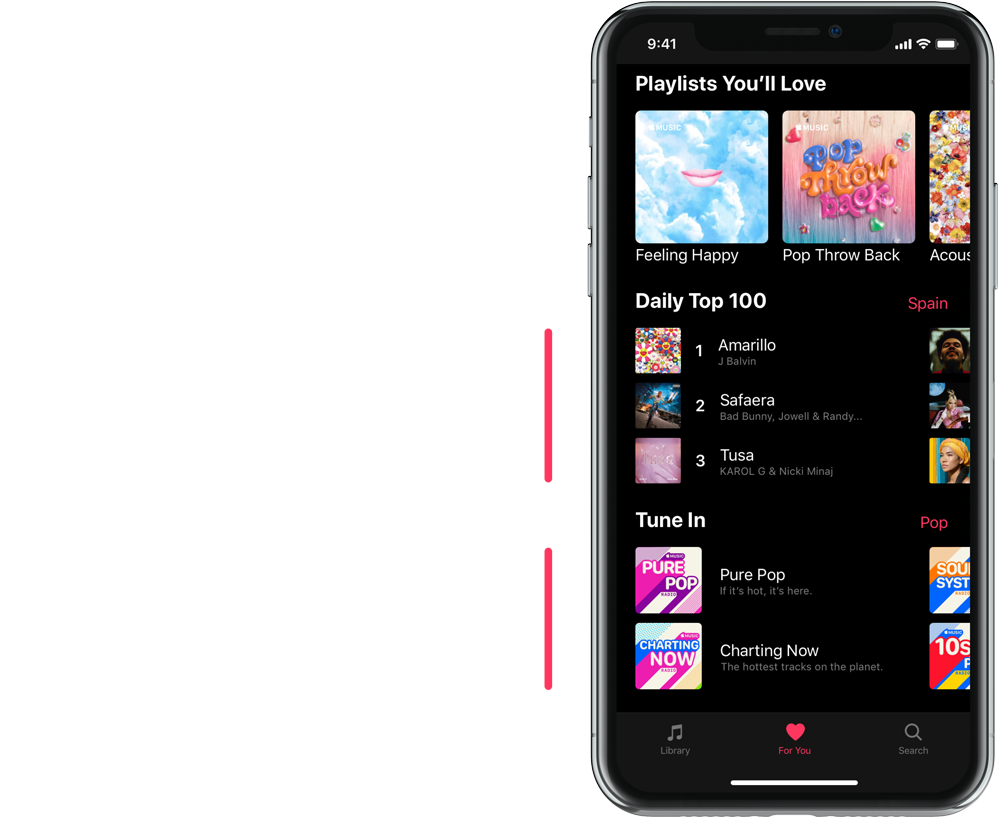 9:41
Playlists You’ll Love
MUSIC
MUSIC
Pop
Throw
back
Feeling Happy
Pop Throw Back
Acous
Daily Top 100
Spain
1
Amarillo
J Balvin
2
Safaera
Bad Bunny, Jowell & Randy...
3
Tusa
KAROL G & Nicki Minaj
Tune In
Pop
MUSIC
PURE
POP
RADIO
Pure Pop
If it’s hot, it’s here.
SOU
SYST
MUSIC
CHARTING
NOW
RADIO
Charting Now
The hottest tracks on the planet.
MUSIC
10s
P
Library
For You
Search